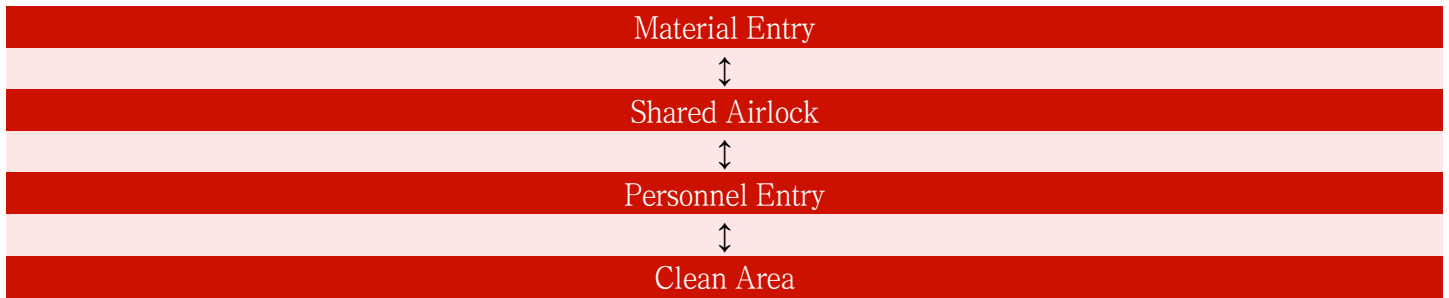 Material Entry
↕
Shared Airlock
↕
Personnel Entry
↕
Clean Area